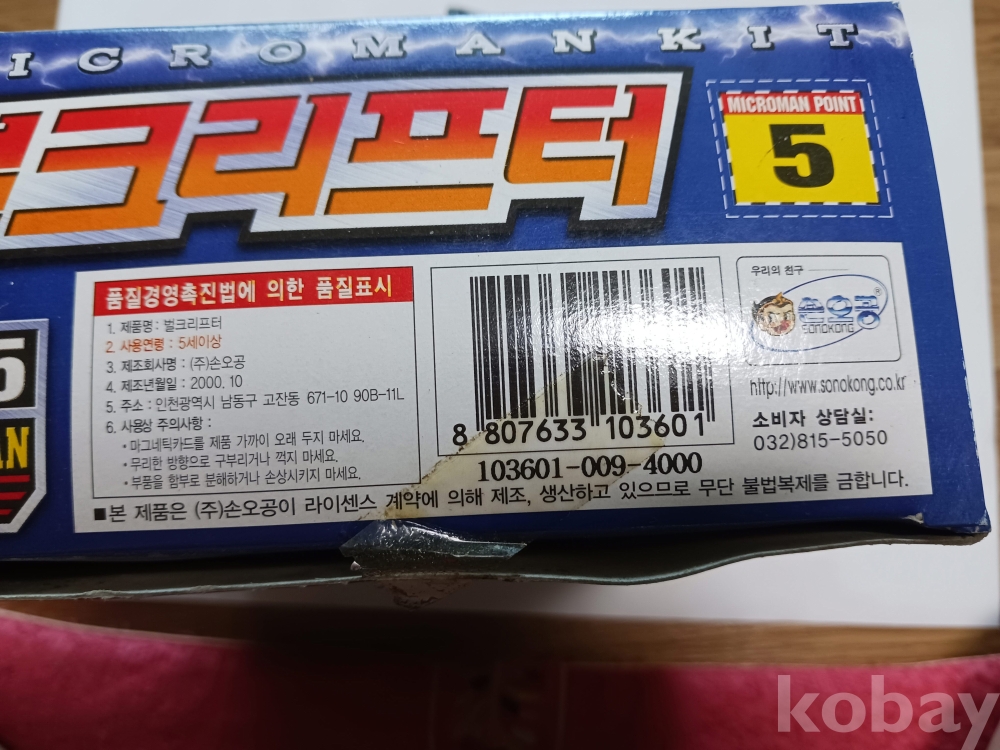 ICROMAN KIT
크리프터
MICROMAN POINT
5
5
AN
품질경영촉진법에 의한 품질표시
1. 제품명 : 벌크리프터
2. 사용연령 : 5세이상
3. 제조회사명 : (주)손오공
4. 제조년월일 : 2000. 10
5. 주소 : 인천광역시 남동구 고잔동 671-10 90B-11L
6. 사용상 주의사항 :
• 마그네틱카드를 제품 가까이 오래 두지 마세요.
• 무리한 방향으로 구부리거나 꺽지 마세요.
• 부품을 함부로 분해하거나 손상시키지 마세요.
8 807633 103601
103601-009-4000
우리의 친구
손오공®
SONOKONG
http://www.sonokong.co.kr
소비자 상담실:
032)815-5050
■본 제품은 (주)손오공이 라이센스 계약에 의해 제조, 생산하고 있으므로 무단 불법복제를 금합니다.
kobay